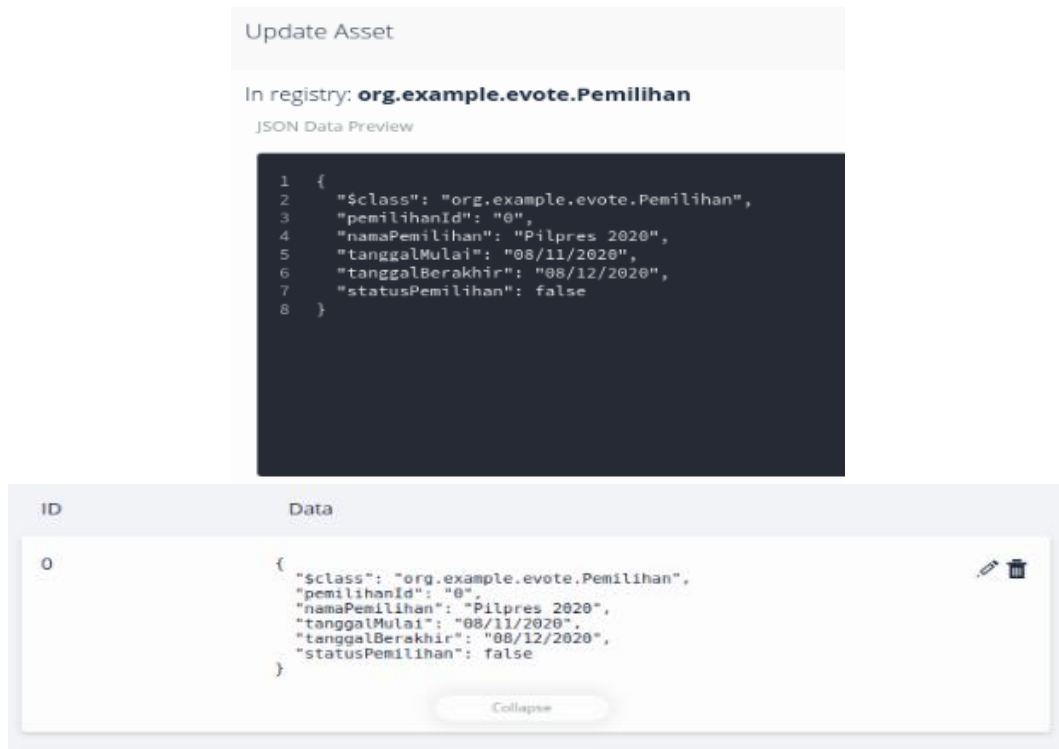 Update Asset
In registry: org.example.evote.Pemilihan
JSON Data Preview
1 {
2 "$class": "org.example.evote.Pemilihan",
3 "pemilihanId": "0",
4 "namaPemilihan": "Pilpres 2020",
5 "tanggalMulai": "08/11/2020",
6 "tanggalBerakhir": "08/12/2020",
7 "statusPemilihan": false
8 }
ID Data
0 {
"$class": "org.example.evote.Pemilihan",
"pemilihanId": "0",
"namaPemilihan": "Pilpres 2020",
"tanggalMulai": "08/11/2020",
"tanggalBerakhir": "08/12/2020",
"statusPemilihan": false
}
Collapse